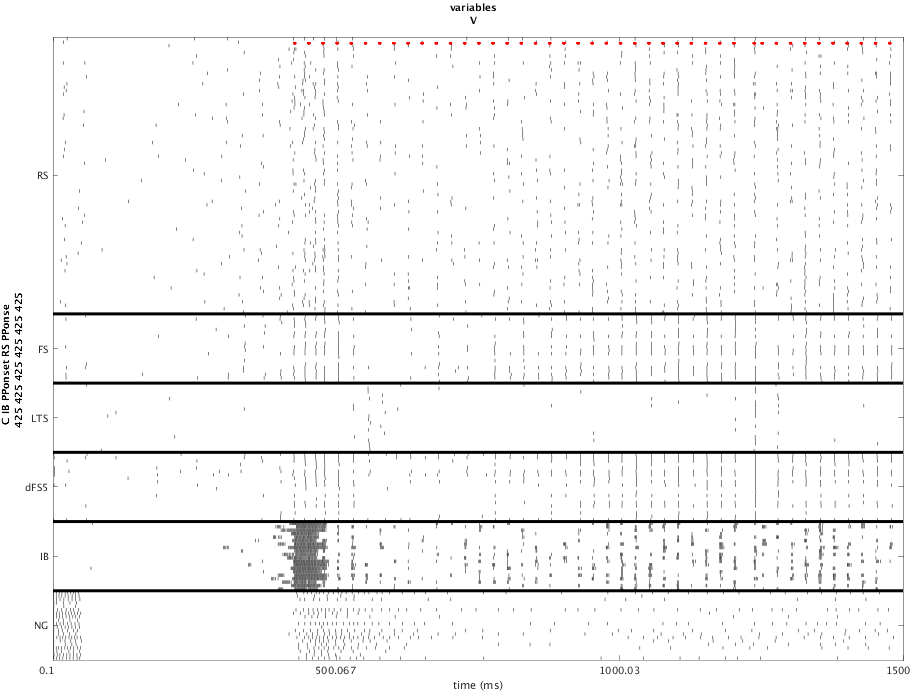 variables
V
RS
FS
LTS
dFS5
IB
NG
C IB PPonset RS PPonse
425 425 425 425 425 425 425
0.1
500.067
1000.03
1500
time (ms)